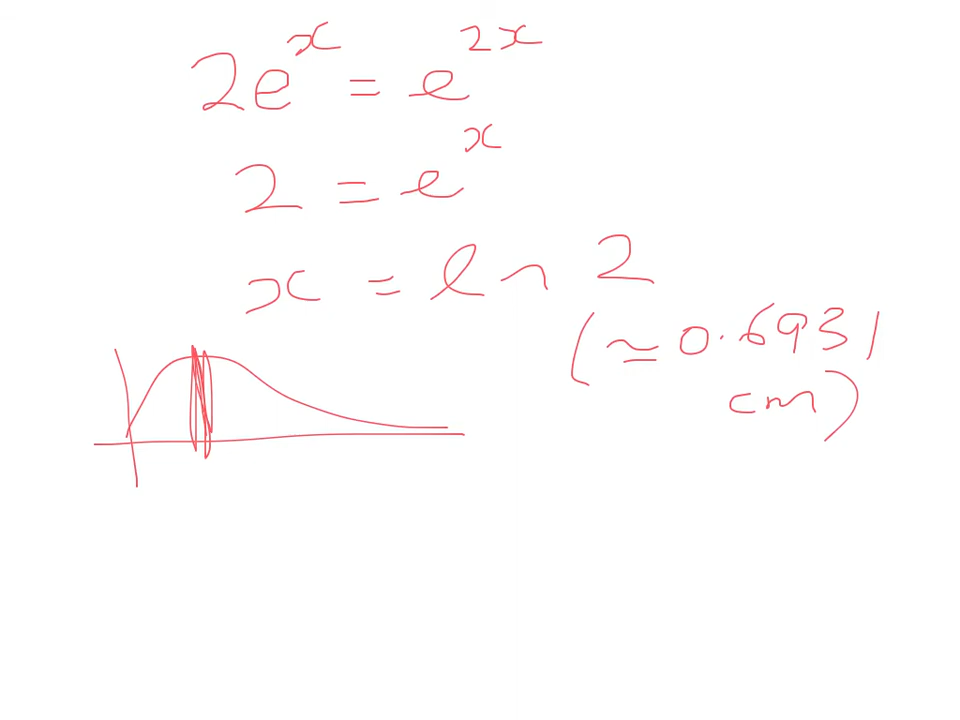 2e^x = e^{2x}
2 = e^x
x = ln 2
(≃ 0.6931
cm)